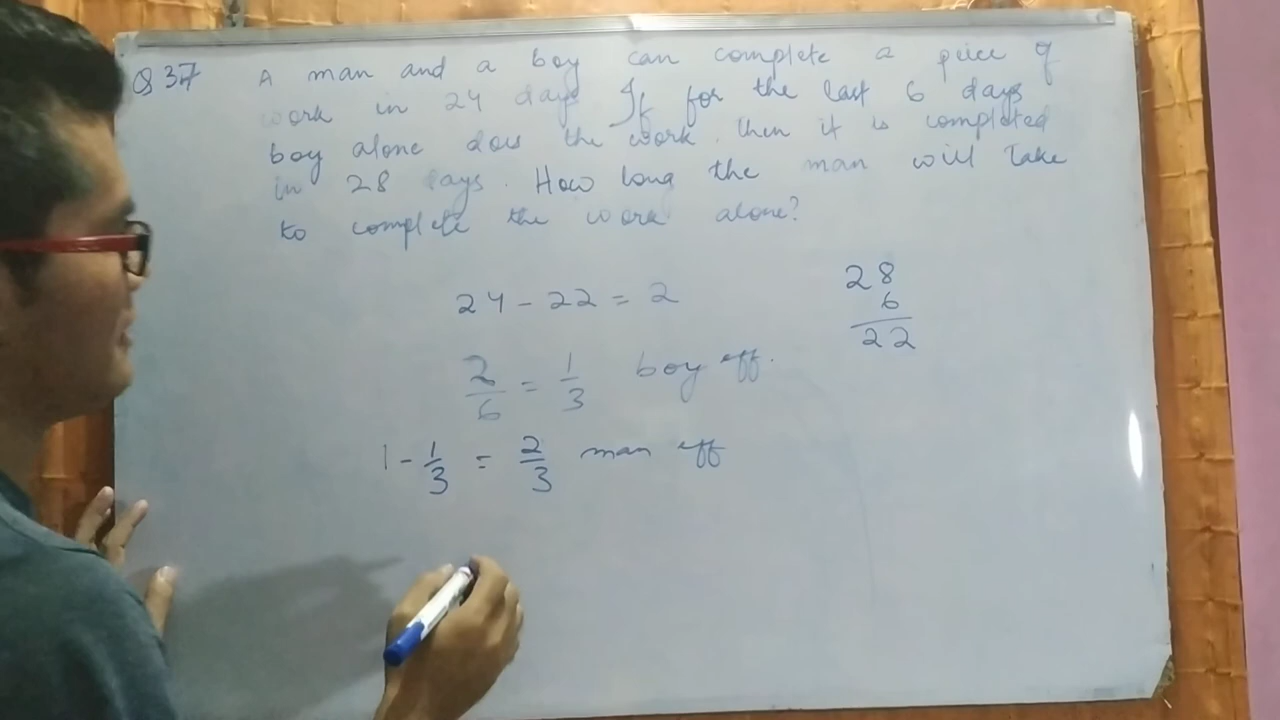 Q 37 A man and a boy can complete a piece of
work in 24 days If for the last 6 days
boy alone does the work. then it is completed
in 28 days. How long the man will take
to complete the work alone?
24 - 22 = 2
28
6
22
2/6 = 1/3 boy eff.
1 - 1/3 = 2/3 man eff